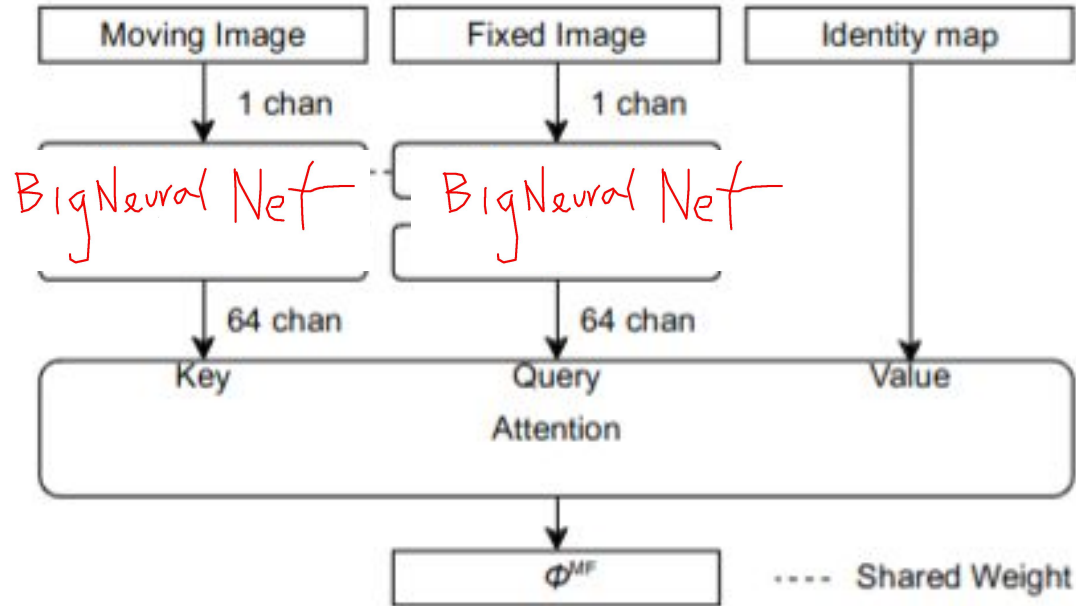 Moving Image Fixed Image Identity map
1 chan 1 chan
BigNeural Net BigNeural Net
64 chan 64 chan
Key Query Value
Attention
Φᴹᶠ
---- Shared Weight